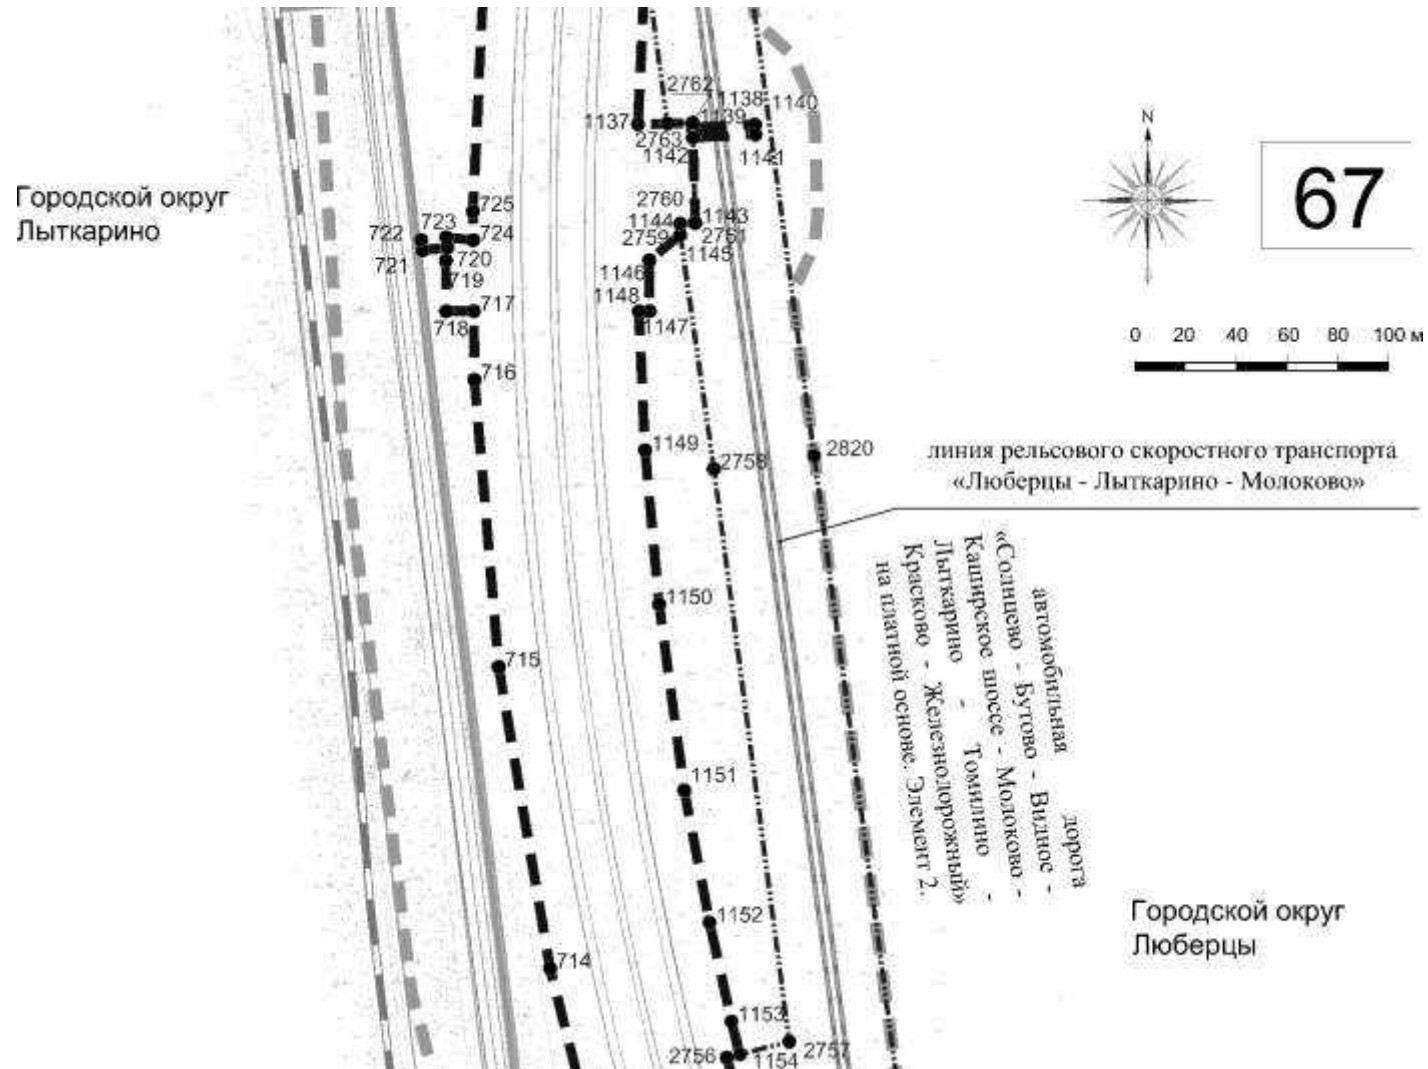 2762
1138
1140
1137
1139
2763
1142
1141
N
67
Городской округ
Лыткарино
725
2760
1143
722
723
724
1144
2761
721
720
2759
1145
719
1146
717
1148
718
1147
0 20 40 60 80 100 м
716
1149
2758
2820
линия рельсового скоростного транспорта
«Люберцы - Лыткарино - Молоково»
автомобильная дорога
«Солнцево - Бутово - Видное -
Каширское шоссе - Молоково -
Лыткарино - Томилино -
Красково - Железнодорожный»
на платной основе. Элемент 2.
1150
715
1151
1152
Городской округ
Люберцы
714
1153
2756
1154
2757